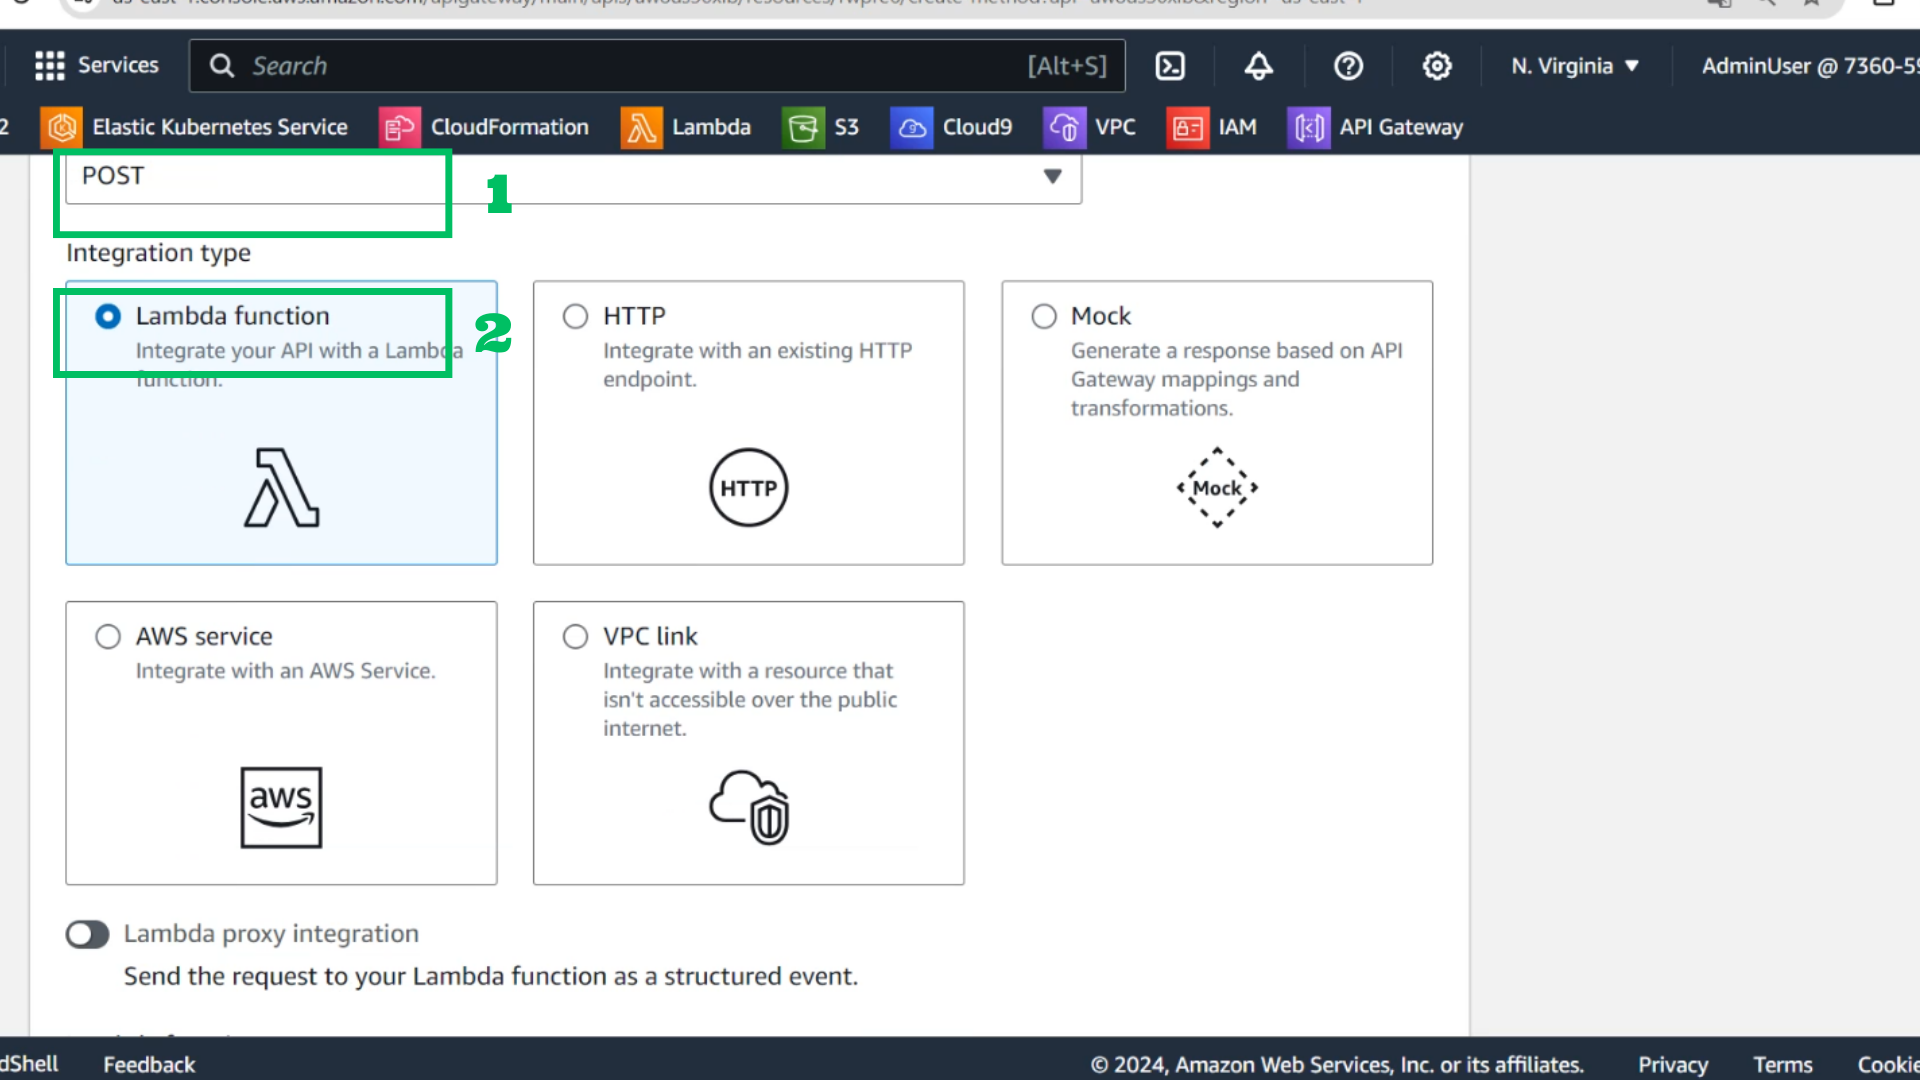 Services Search [Alt+S] N. Virginia AdminUser @ 7360-59
2 Elastic Kubernetes Service CloudFormation Lambda S3 Cloud9 VPC IAM API Gateway
POST
1
Integration type
Lambda function
Integrate your API with a Lambda
function.
2
HTTP
Integrate with an existing HTTP
endpoint.
HTTP
Mock
Generate a response based on API
Gateway mappings and
transformations.
Mock
AWS service
Integrate with an AWS Service.
aws
VPC link
Integrate with a resource that
isn't accessible over the public
internet.
Lambda proxy integration
Send the request to your Lambda function as a structured event.
dShell Feedback © 2024, Amazon Web Services, Inc. or its affiliates. Privacy Terms Cookie